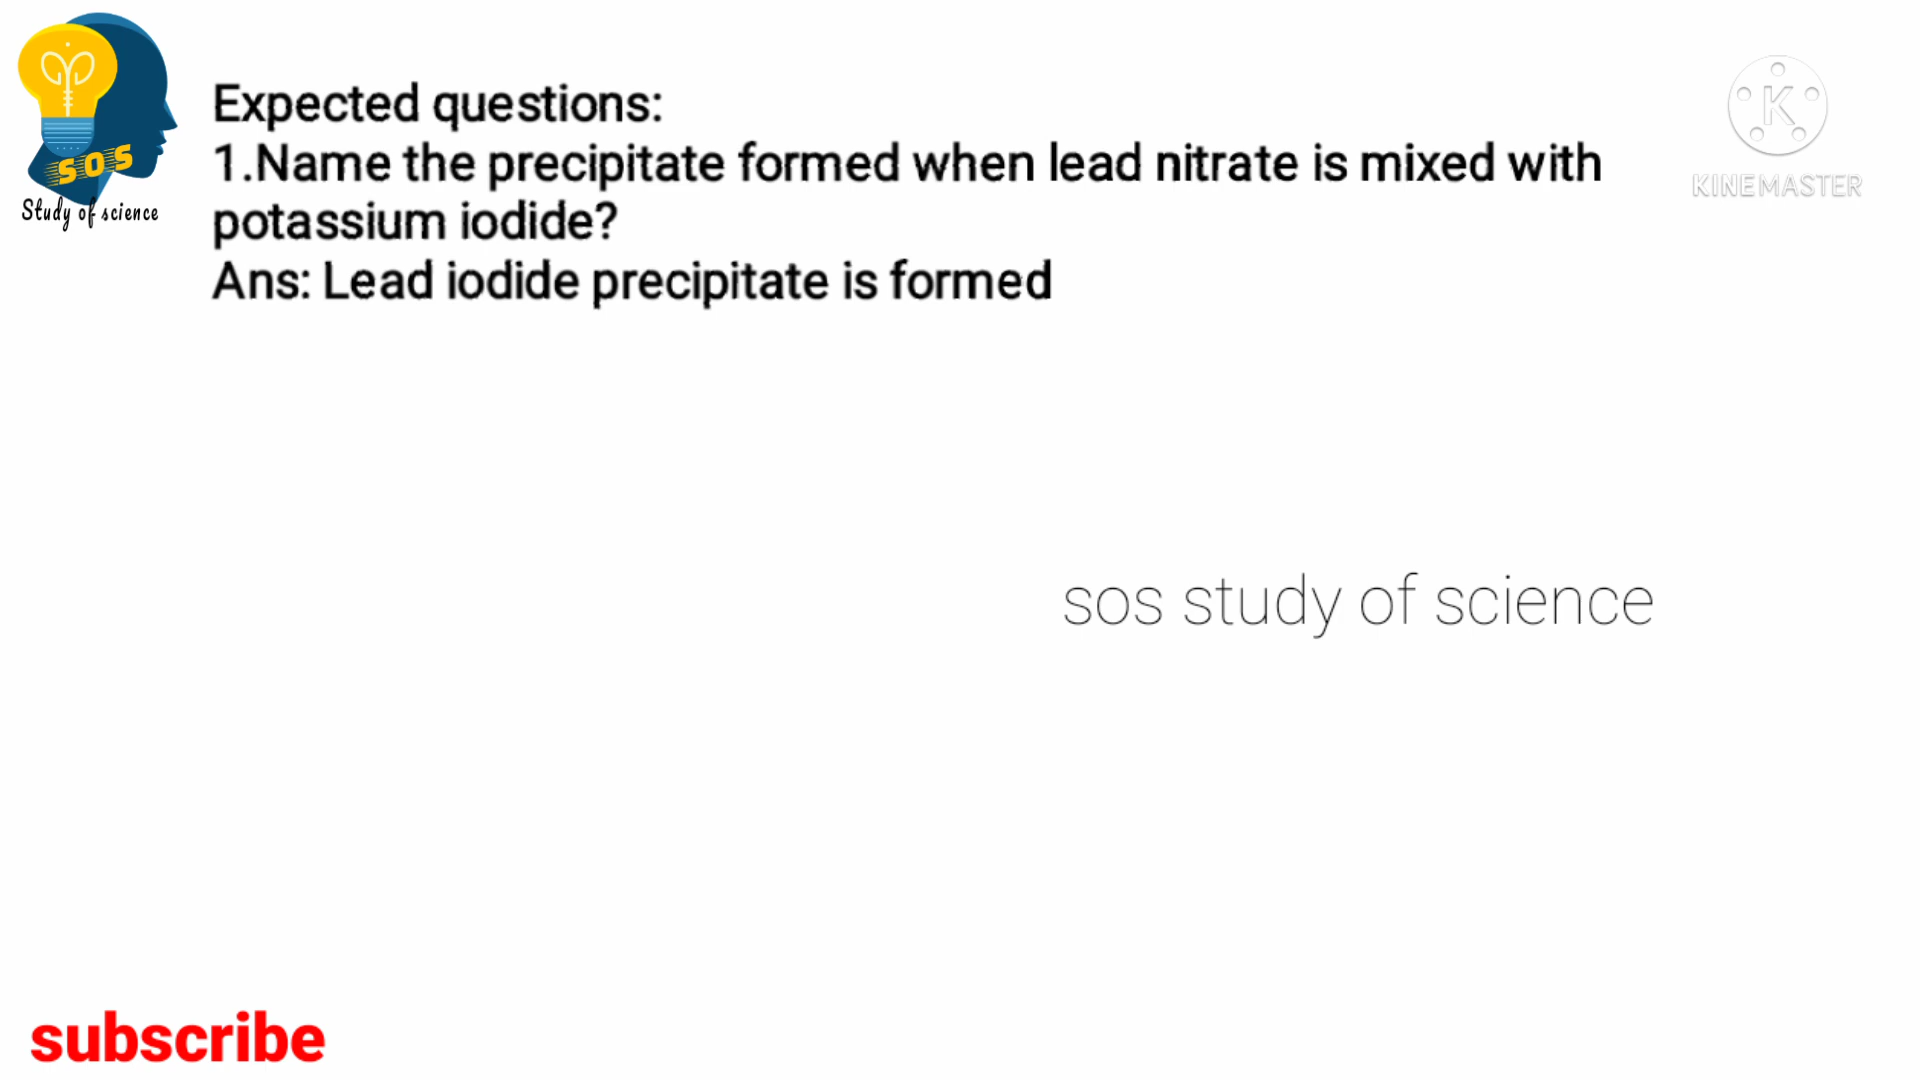 SOS
Study of science
Expected questions:
1.Name the precipitate formed when lead nitrate is mixed with
potassium iodide?
Ans: Lead iodide precipitate is formed
K
KINEMASTER
sos study of science
subscribe